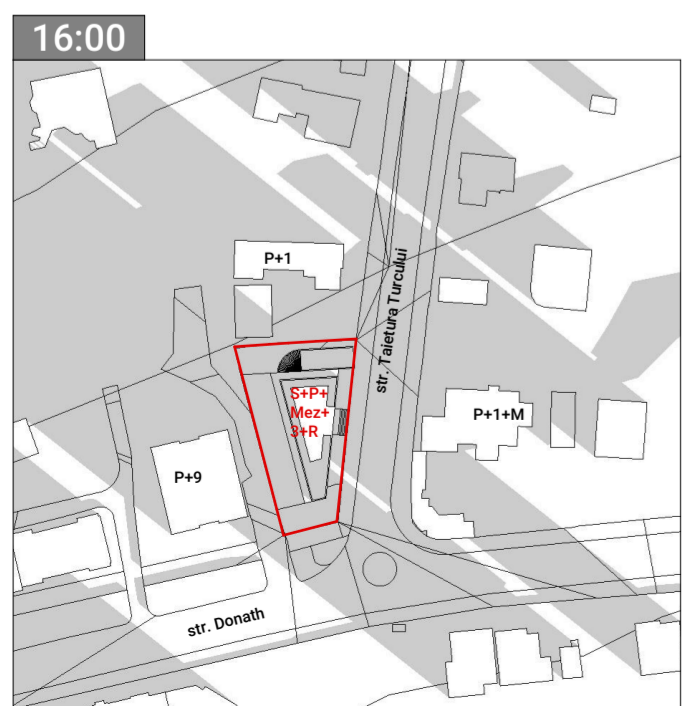 16:00
P+1
str. Taietura Turcului
S+P+
Mez+
3+R
P+1+M
P+9
str. Donath